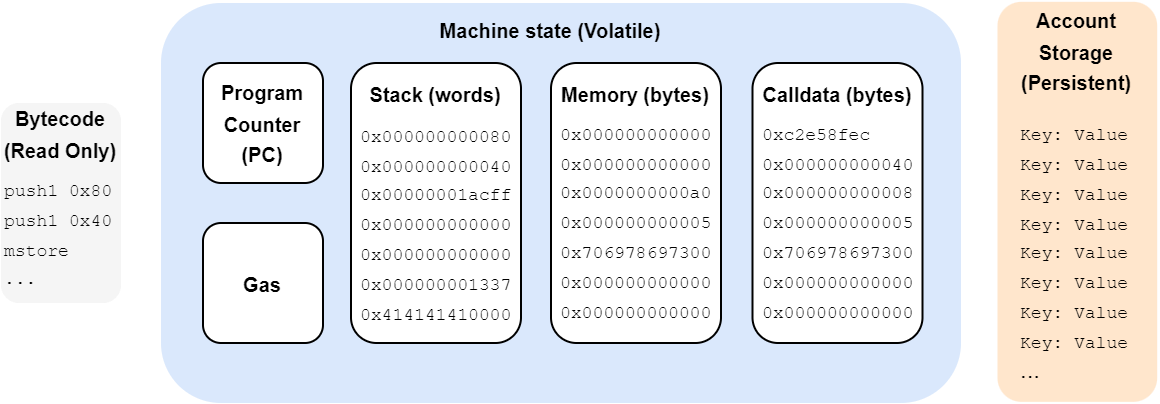 Machine state (Volatile)
Bytecode
(Read Only)
push1 0x80
push1 0x40
mstore
...
Program
Counter
(PC)
Gas
Stack (words)
0x000000000080
0x000000000040
0x00000001acff
0x000000000000
0x000000000000
0x000000001337
0x414141410000
Memory (bytes)
0x000000000000
0x000000000000
0x0000000000a0
0x000000000005
0x706978697300
0x000000000000
0x000000000000
Calldata (bytes)
0xc2e58fec
0x000000000040
0x000000000008
0x000000000005
0x706978697300
0x000000000000
0x000000000000
Account
Storage
(Persistent)
Key: Value
Key: Value
Key: Value
Key: Value
Key: Value
Key: Value
Key: Value
Key: Value
...